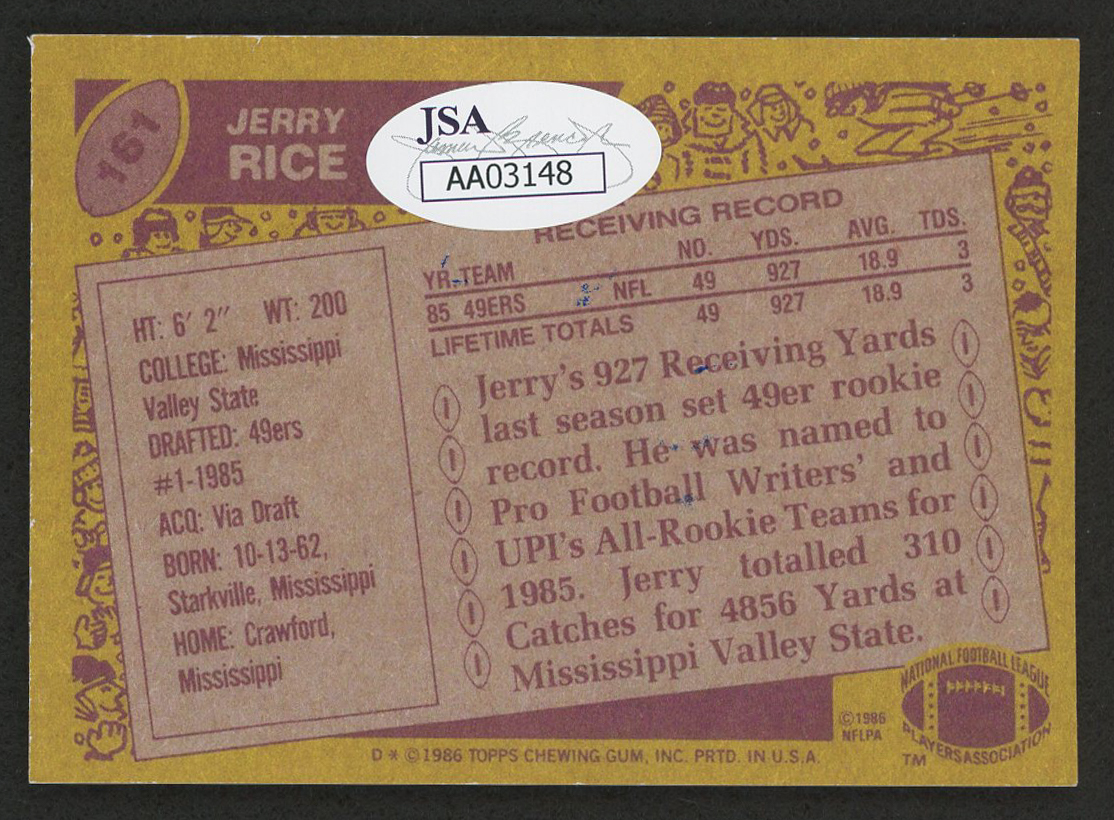 161
JERRY
RICE
JSA
AA03148
RECEIVING RECORD
YR. TEAM NO. YDS. AVG. TDS.
85 49ERS NFL 49 927 18.9 3
LIFETIME TOTALS 49 927 18.9 3
HT: 6' 2" WT: 200
COLLEGE: Mississippi
Valley State
DRAFTED: 49ers
#1-1985
ACQ: Via Draft
BORN: 10-13-62,
Starkville, Mississippi
HOME: Crawford,
Mississippi
Jerry's 927 Receiving Yards
last season set 49er rookie
record. He was named to
Pro Football Writers' and
UPI's All-Rookie Teams for
1985. Jerry totalled 310
Catches for 4856 Yards at
Mississippi Valley State.
©1986
NFLPA
NATIONAL FOOTBALL LEAGUE
PLAYERS ASSOCIATION
TM
D * ©1986 TOPPS CHEWING GUM, INC. PRTD. IN U.S.A.